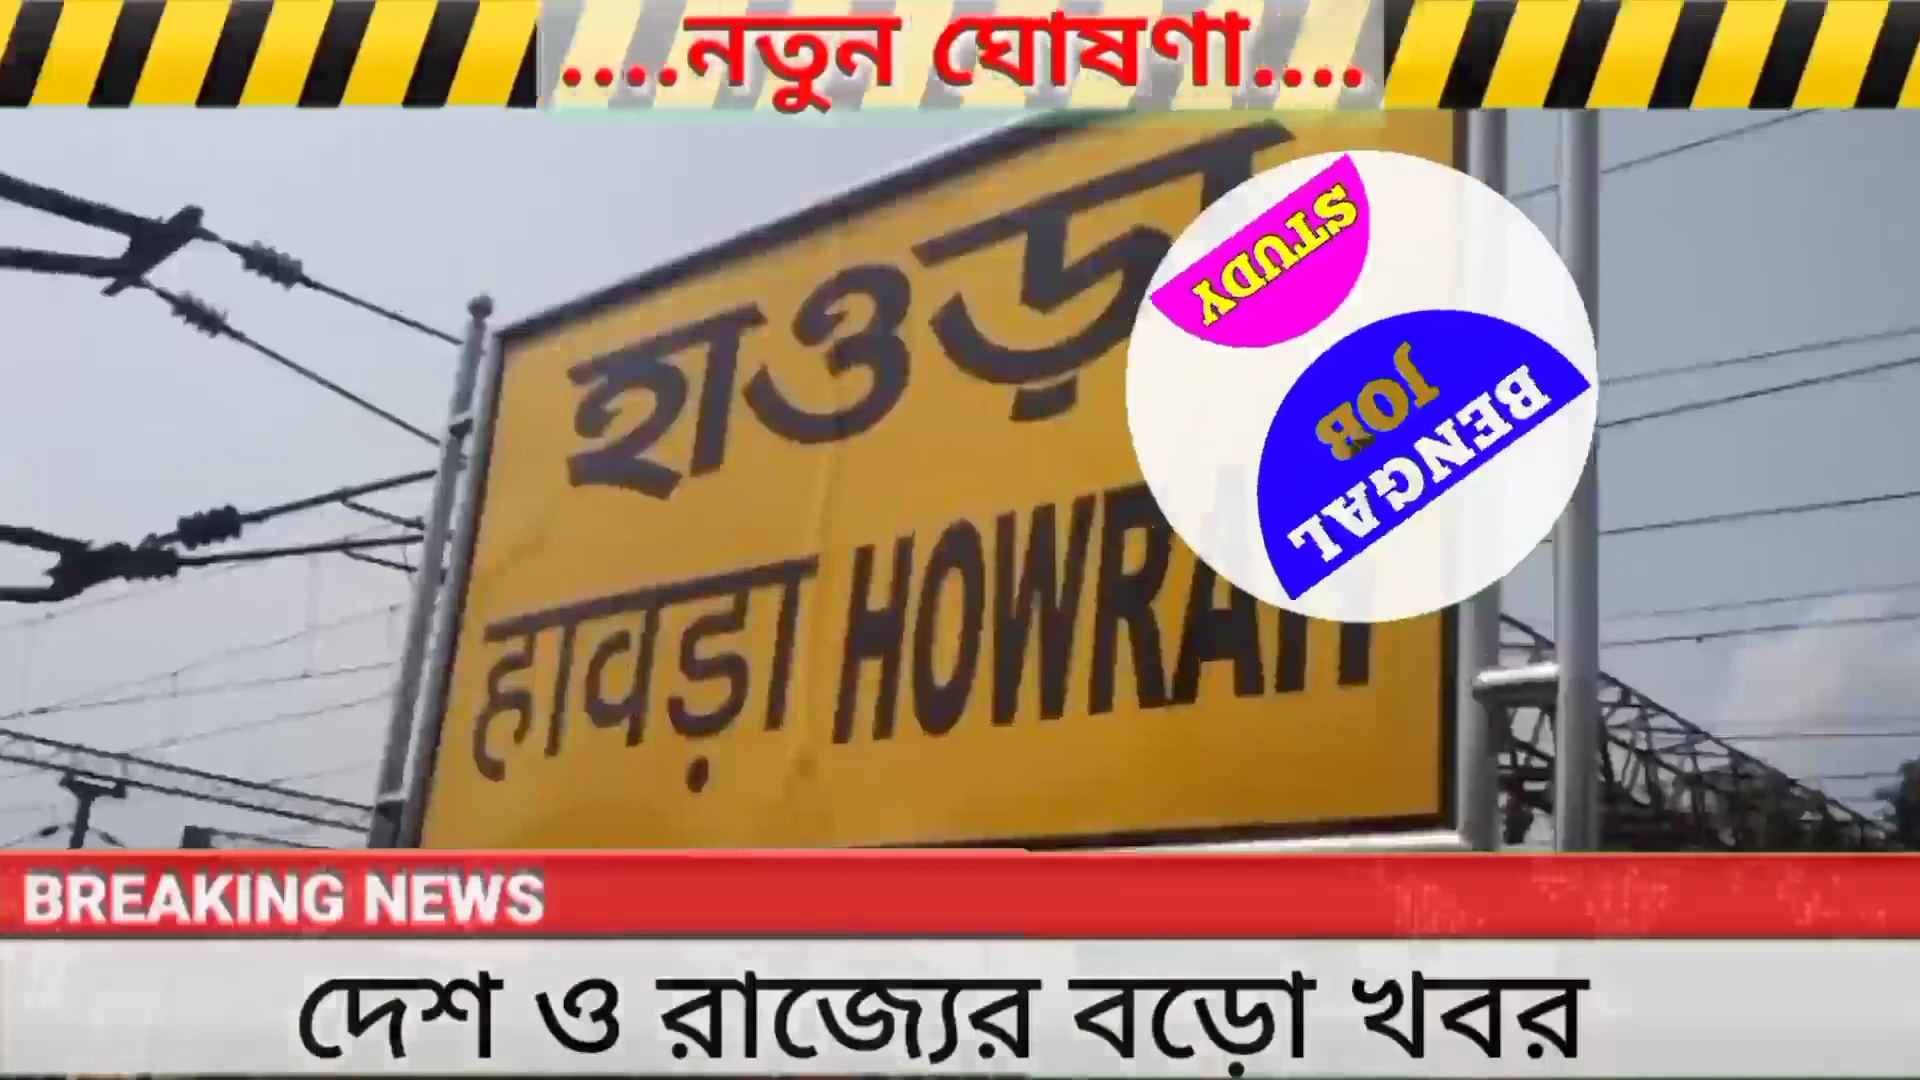 ....নতুন ঘোষণা....
হাওড়া
हावड़ा HOWRAH
STUDY
JOB
BENGAL
BREAKING NEWS
দেশ ও রাজ্যের বড়ো খবর